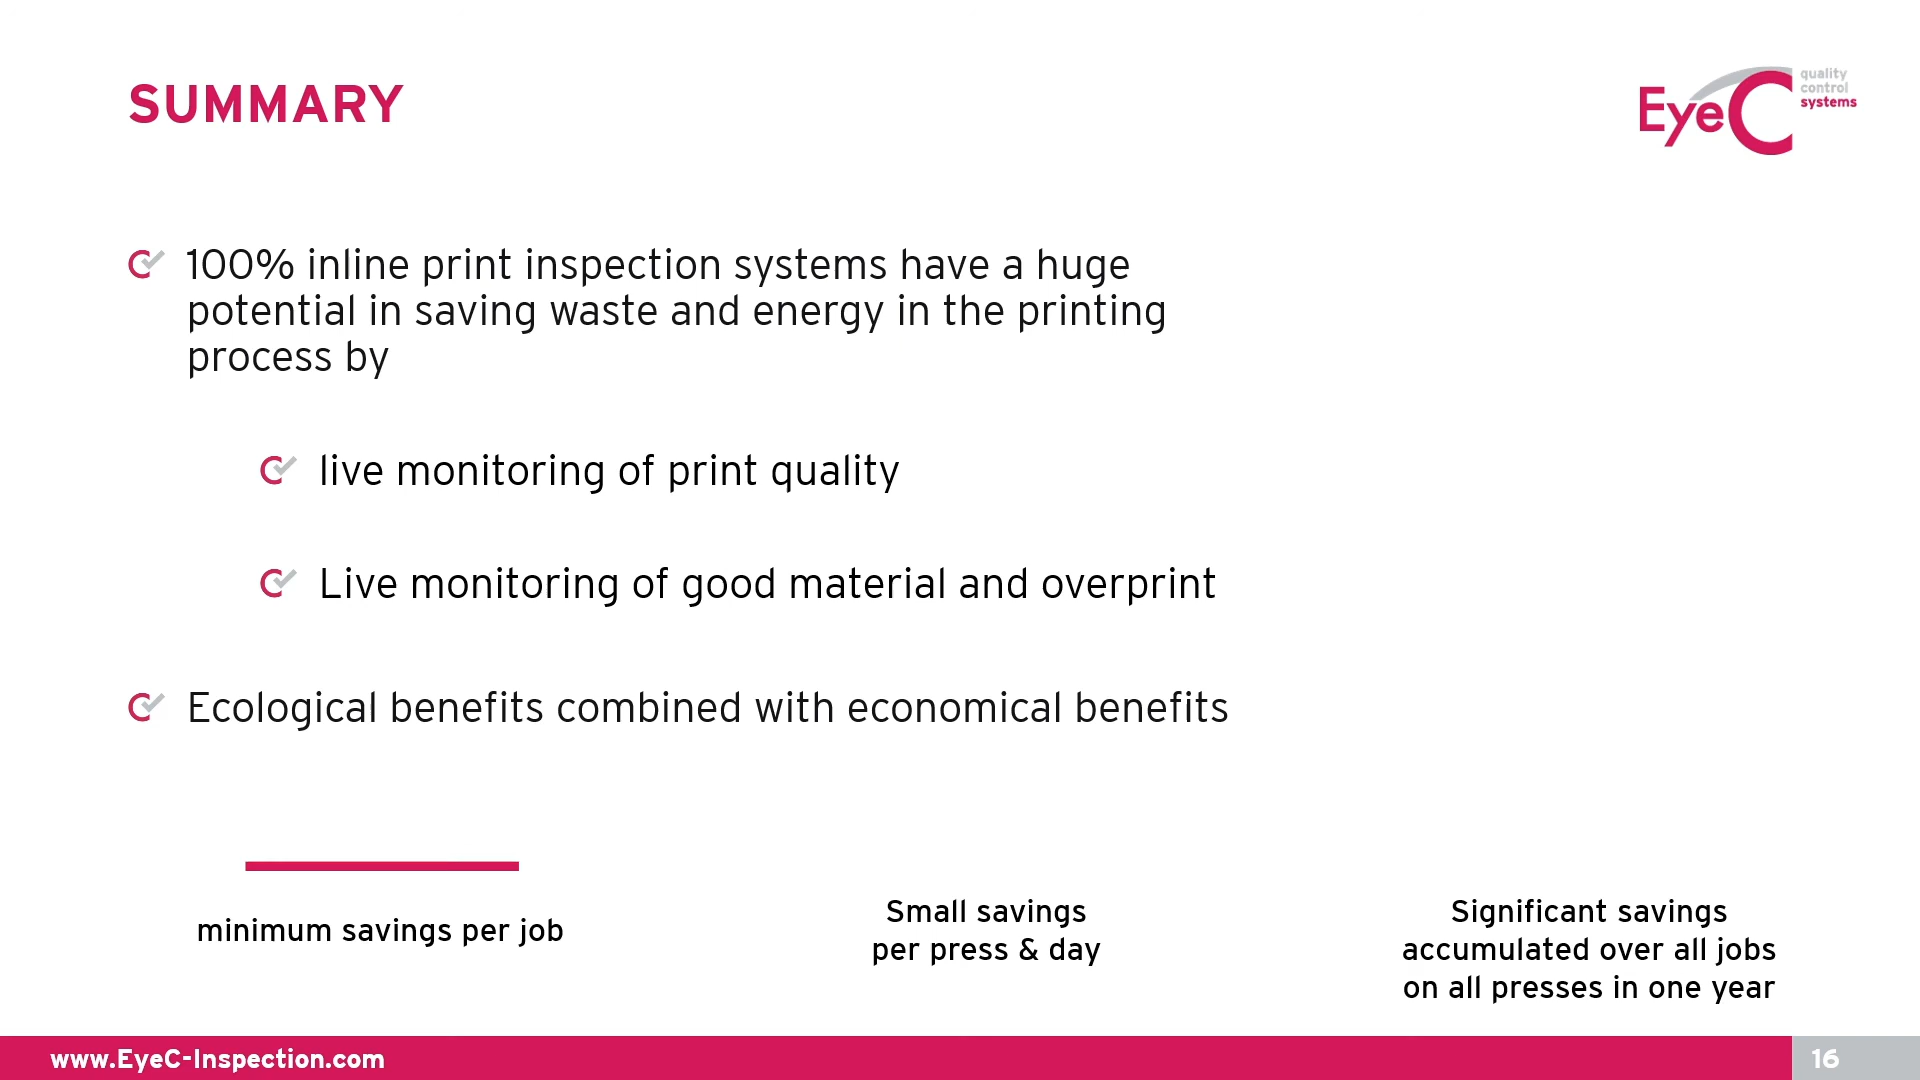 SUMMARY
EyeC
quality
control
systems
100% inline print inspection systems have a huge
potential in saving waste and energy in the printing
process by
live monitoring of print quality
Live monitoring of good material and overprint
Ecological benefits combined with economical benefits
minimum savings per job
Small savings
per press & day
Significant savings
accumulated over all jobs
on all presses in one year
www.EyeC-Inspection.com
16